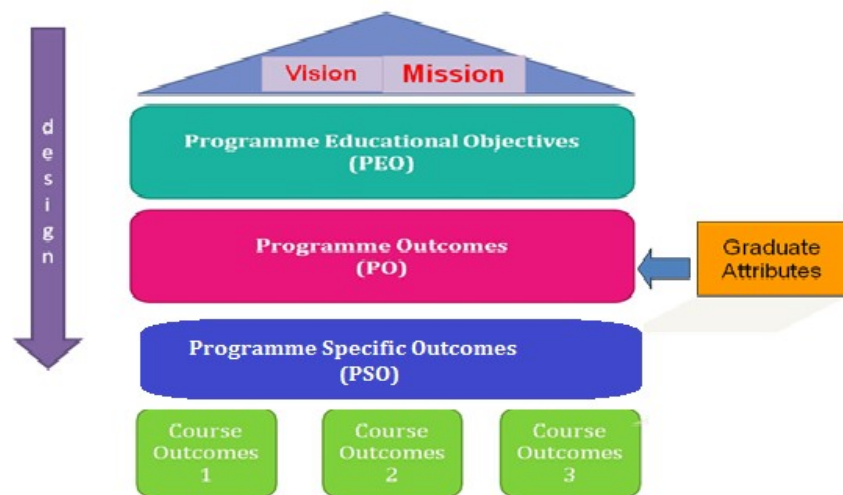 Vision
Mission
design
Programme Educational Objectives
(PEO)
Programme Outcomes
(PO)
Graduate
Attributes
Programme Specific Outcomes
(PSO)
Course
Outcomes
1
Course
Outcomes
2
Course
Outcomes
3